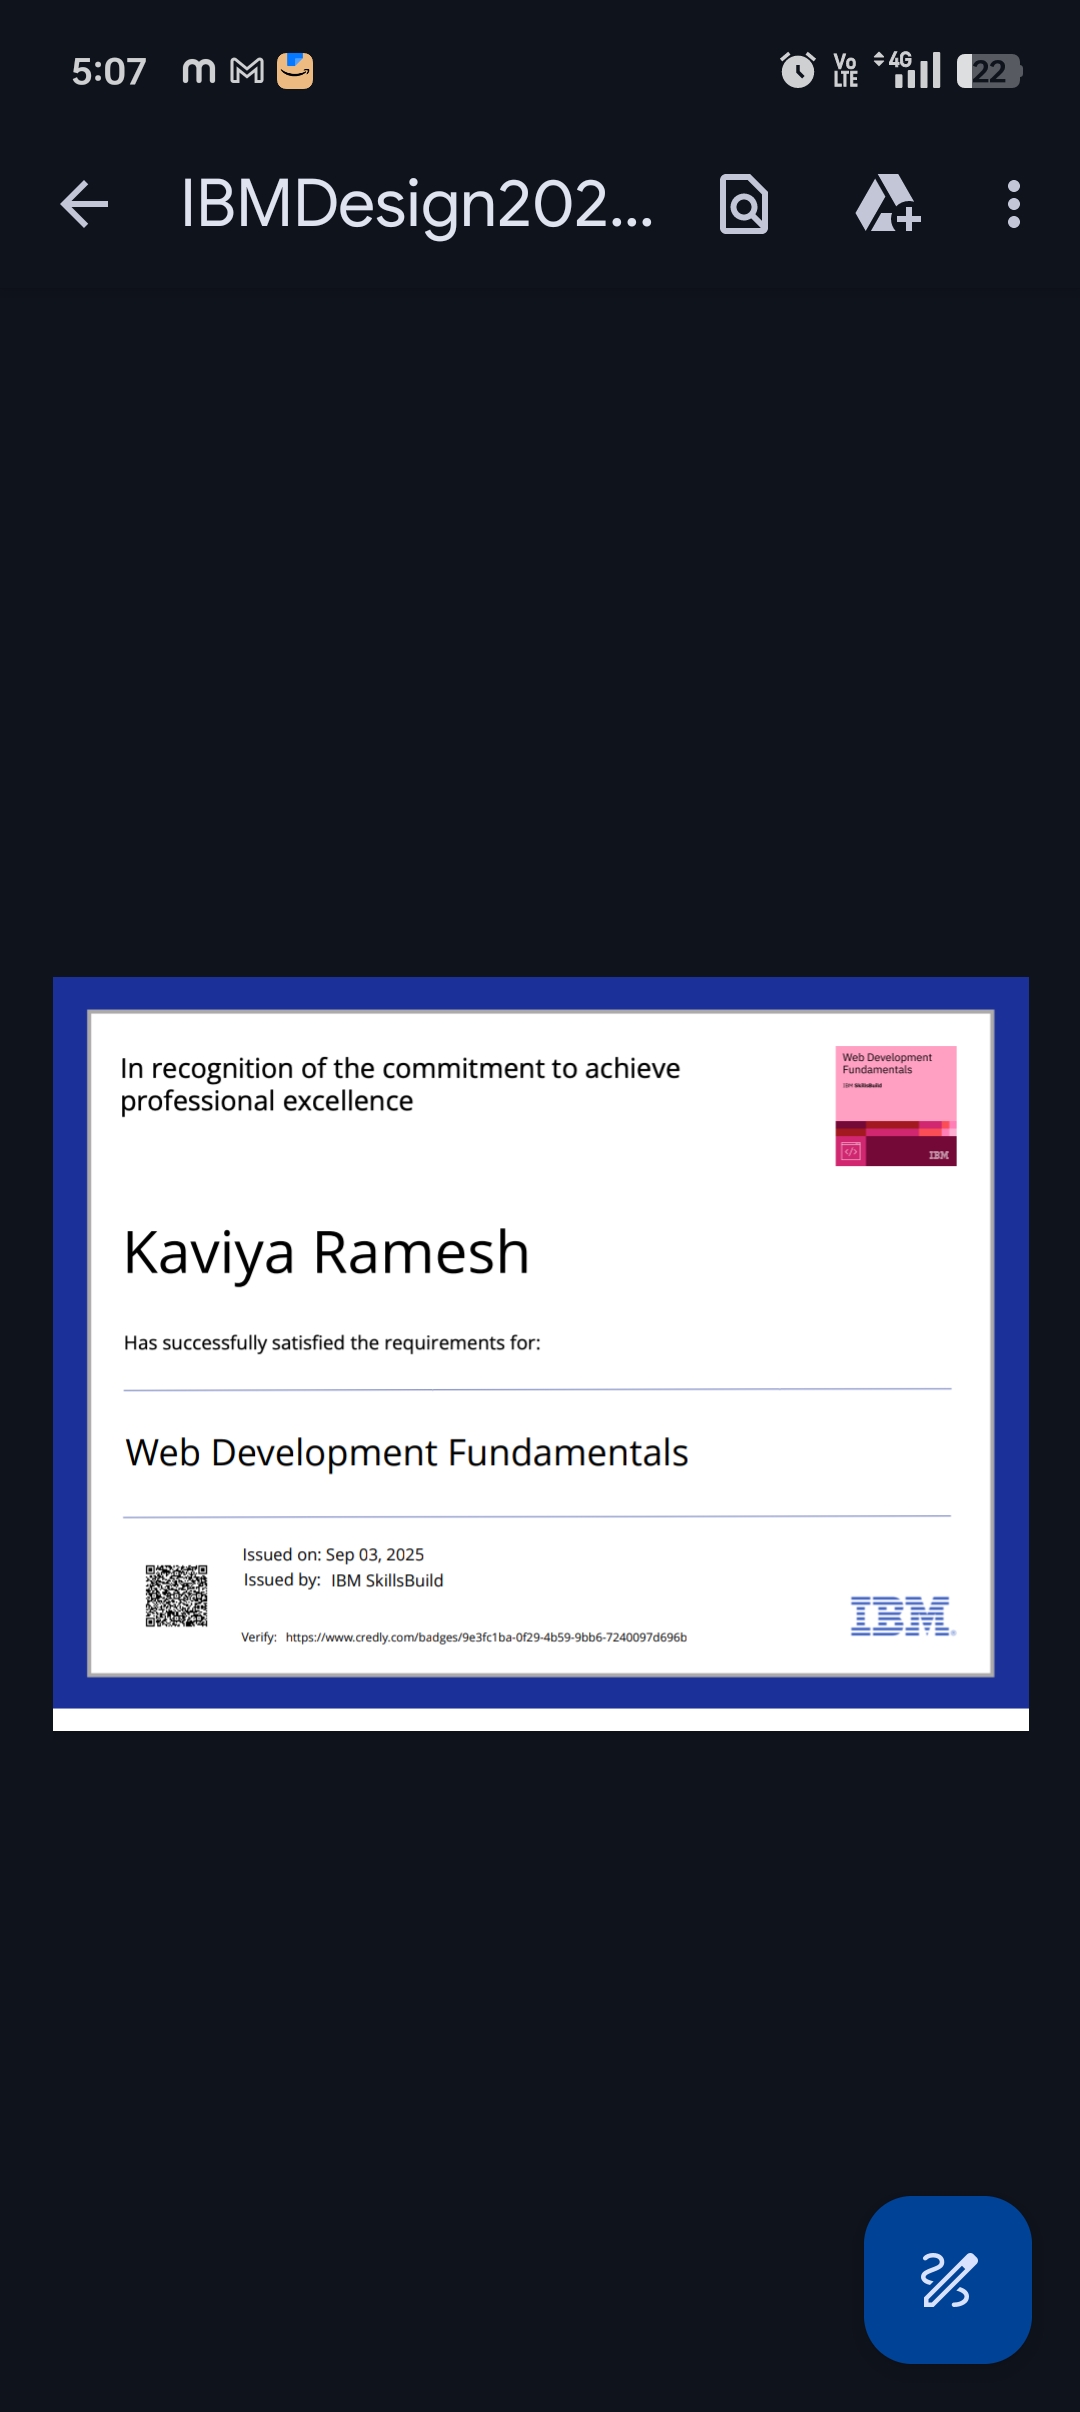 5:07
Vo
LTE
4G
22
IBMDesign202...
In recognition of the commitment to achieve
professional excellence
Web Development
Fundamentals
IBM SkillsBuild
IBM
Kaviya Ramesh
Has successfully satisfied the requirements for:
Web Development Fundamentals
Issued on: Sep 03, 2025
Issued by: IBM SkillsBuild
Verify: https://www.credly.com/badges/9e3fc1ba-0f29-4b59-9bb6-7240097d696b
IBM